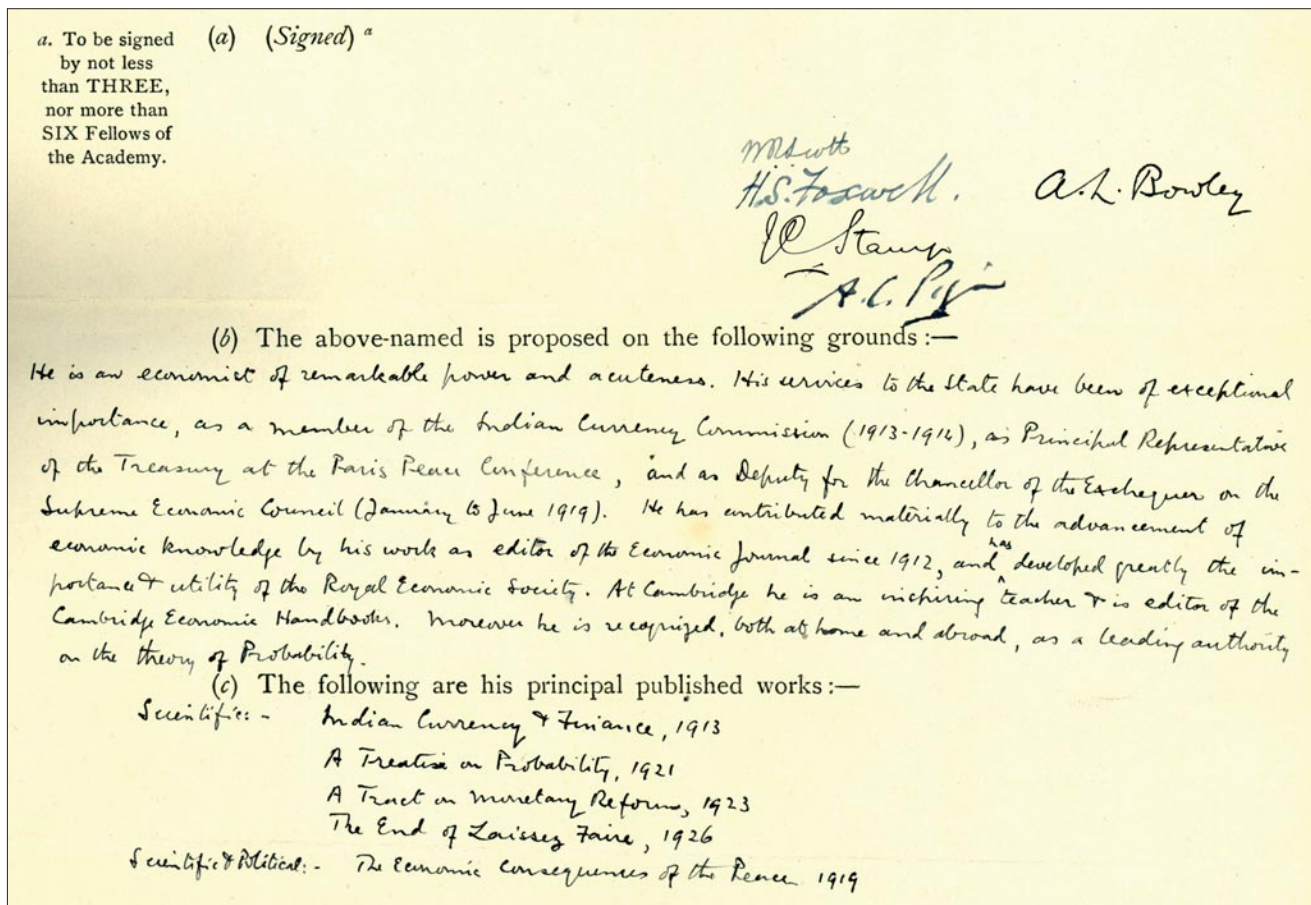 a. To be signed
by not less
than THREE,
nor more than
SIX Fellows of
the Academy.
(a) (Signed) a
W R Scott
H.S. Foxwell.
A. L. Bowley
J C Stamp
A. C. Pigou
(b) The above-named is proposed on the following grounds :—
He is an economist of remarkable power and acuteness. His services to the State have been of exceptional
importance, as a member of the Indian Currency Commission (1913-1914), as Principal Representative
of the Treasury at the Paris Peace Conference, and as Deputy for the Chancellor of the Exchequer on the
Supreme Economic Council (January to June 1919). He has contributed materially to the advancement of
economic knowledge by his work as editor of the Economic Journal since 1912, and has developed greatly the im-
portance & utility of the Royal Economic Society. At Cambridge he is an inspiring teacher & is editor of the
Cambridge Economic Handbooks. Moreover he is recognized, both at home and abroad, as a leading authority
on the theory of Probability.
(c) The following are his principal published works :—
Scientific :- Indian Currency & Finance, 1913
A Treatise on Probability, 1921
A Tract on Monetary Reform, 1923
The End of Laissez Faire, 1926
Scientific & Political :- The Economic Consequences of the Peace 1919